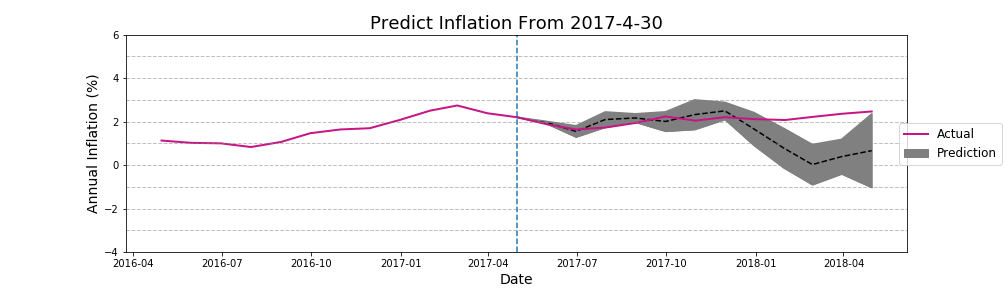 Predict Inflation From 2017-4-30
Annual Inflation (%)
6
4
2
0
−2
−4
2016-04 2016-07 2016-10 2017-01 2017-04 2017-07 2017-10 2018-01 2018-04
Date
Actual
Prediction